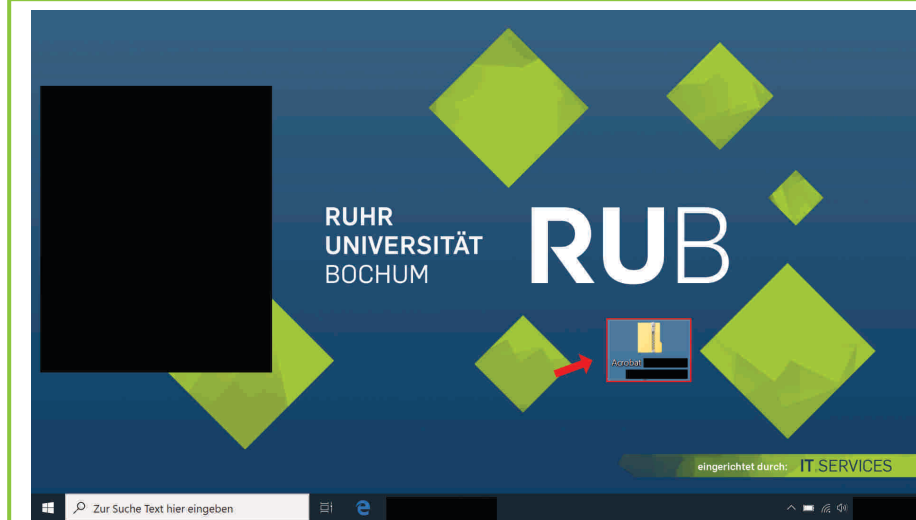 RUHR
UNIVERSITÄT
BOCHUM
RUB
Acrobat
eingerichtet durch: IT.SERVICES
Zur Suche Text hier eingeben